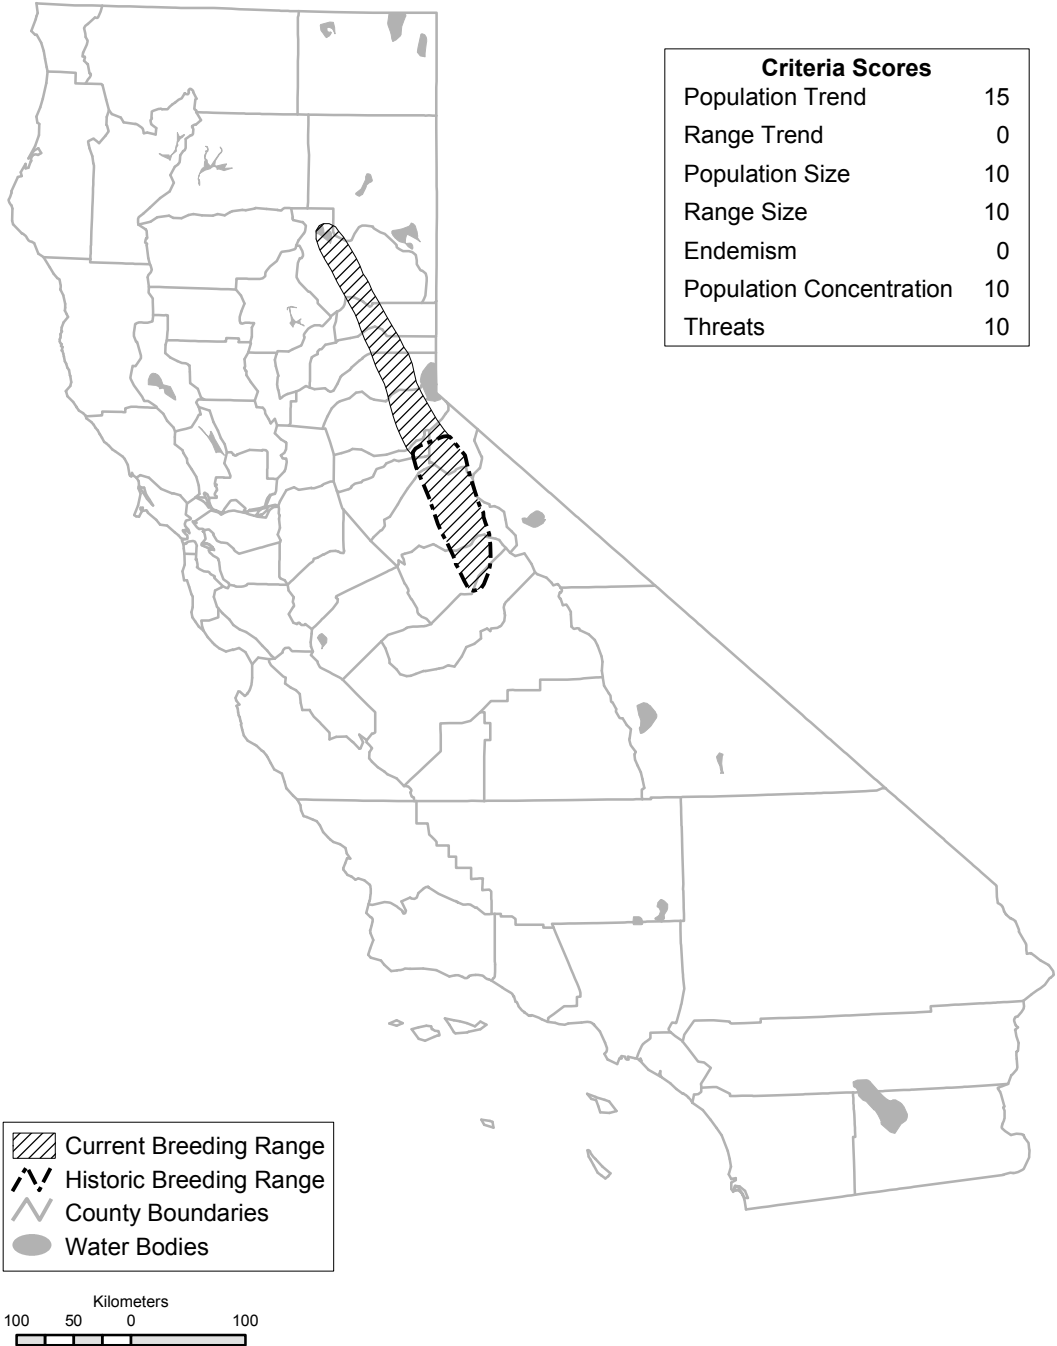 Criteria Scores
Population Trend 15
Range Trend 0
Population Size 10
Range Size 10
Endemism 0
Population Concentration 10
Threats 10
Current Breeding Range
Historic Breeding Range
County Boundaries
Water Bodies
Kilometers
100 50 0 100